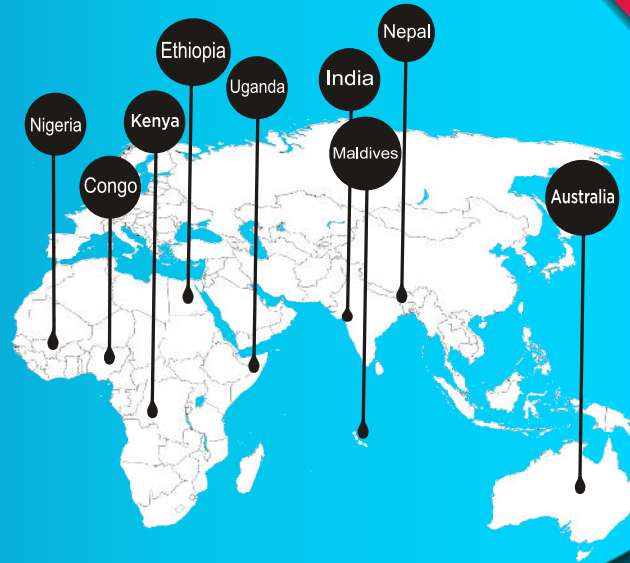 Nepal
Ethiopia
India
Uganda
Nigeria
Kenya
Maldives
Congo
Australia